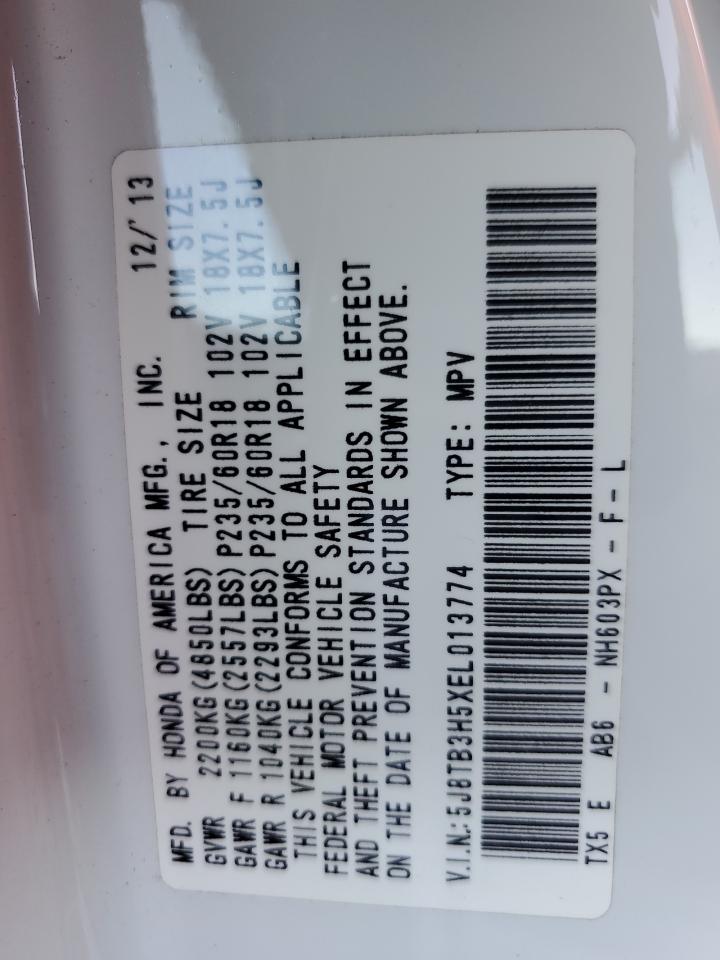 MFD. BY HONDA OF AMERICA MFG., INC. 12/'13
GVWR 2200KG(4850LBS) TIRE SIZE RIM SIZE
GAWR F 1160KG(2557LBS) P235/60R18 102V 18X7.5J
GAWR R 1040KG(2293LBS) P235/60R18 102V 18X7.5J
THIS VEHICLE CONFORMS TO ALL APPLICABLE
FEDERAL MOTOR VEHICLE SAFETY
AND THEFT PREVENTION STANDARDS IN EFFECT
ON THE DATE OF MANUFACTURE SHOWN ABOVE.
V.I.N.: 5J8TB3H5XEL013774 TYPE: MPV
TX5 E AB6 - NH603PX - F - L